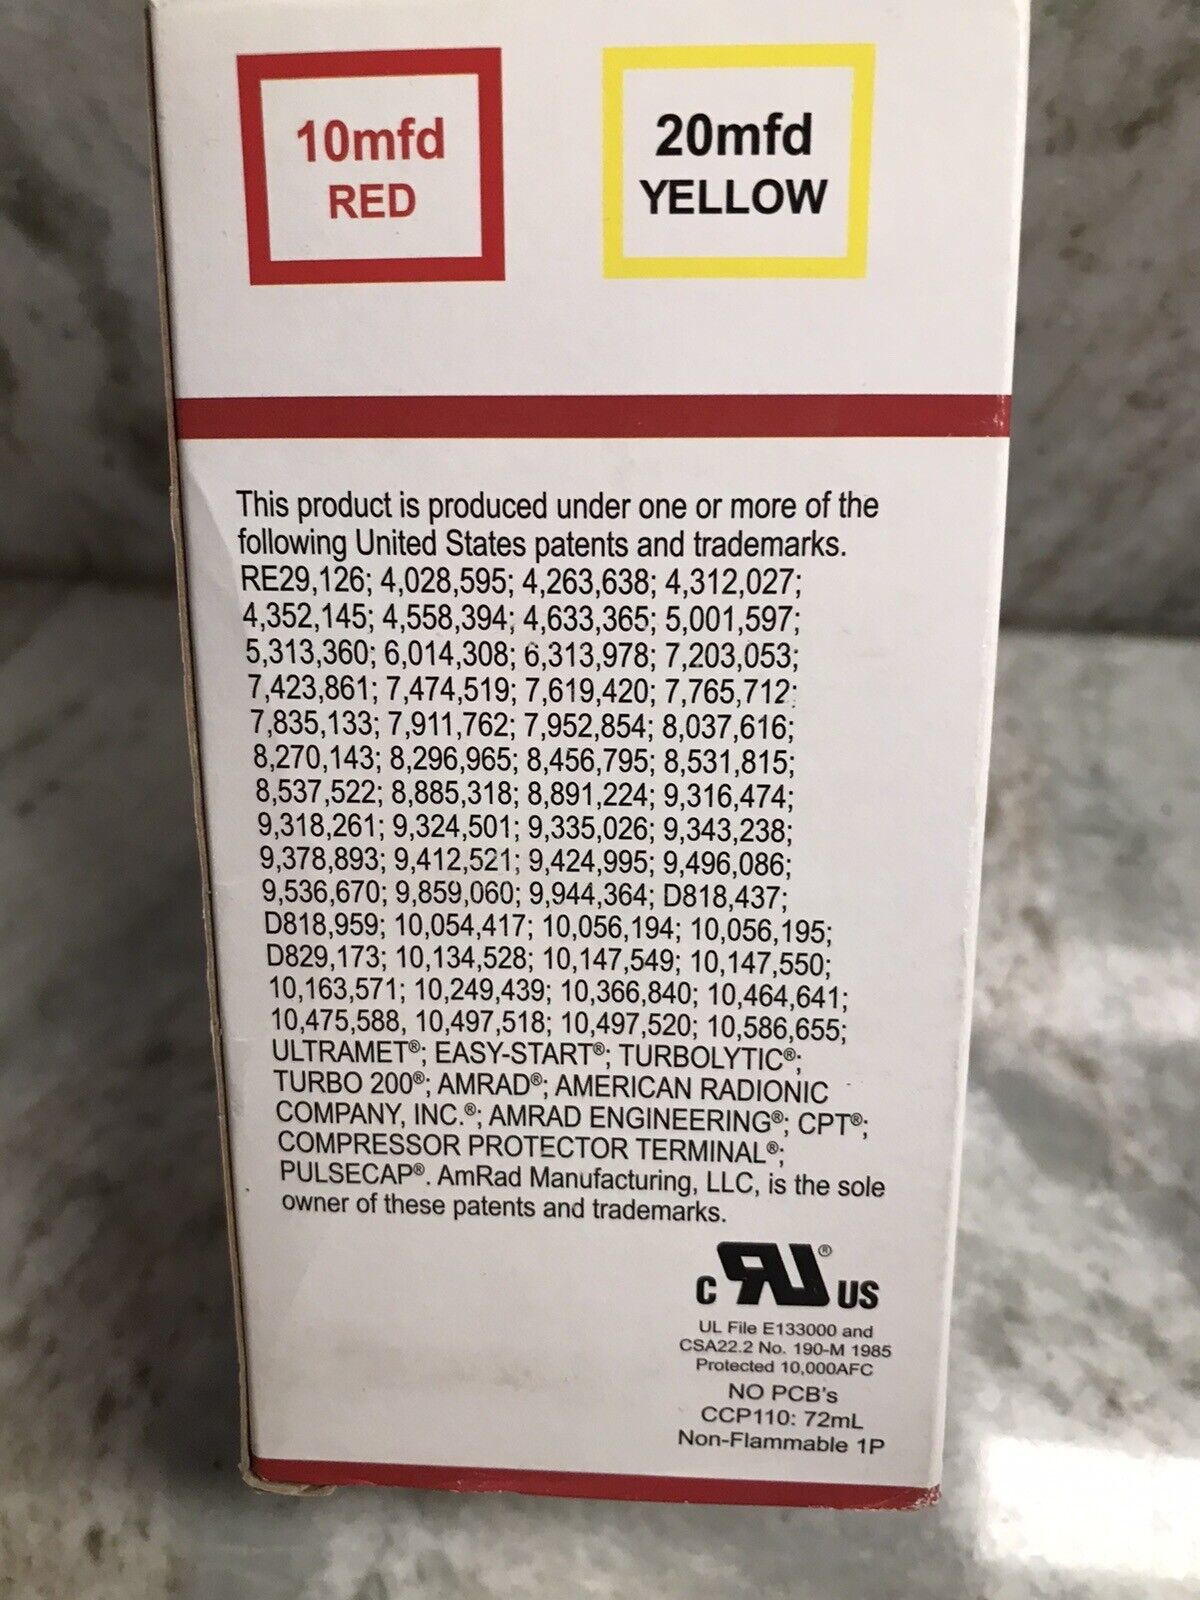 10mfd
RED
20mfd
YELLOW
This product is produced under one or more of the
following United States patents and trademarks.
RE29,126; 4,028,595; 4,263,638; 4,312,027;
4,352,145; 4,558,394; 4,633,365; 5,001,597;
5,313,360; 6,014,308; 6,313,978; 7,203,053;
7,423,861; 7,474,519; 7,619,420; 7,765,712;
7,835,133; 7,911,762; 7,952,854; 8,037,616;
8,270,143; 8,296,965; 8,456,795; 8,531,815;
8,537,522; 8,885,318; 8,891,224; 9,316,474;
9,318,261; 9,324,501; 9,335,026; 9,343,238;
9,378,893; 9,412,521; 9,424,995; 9,496,086;
9,536,670; 9,859,060; 9,944,364; D818,437;
D818,959; 10,054,417; 10,056,194; 10,056,195;
D829,173; 10,134,528; 10,147,549; 10,147,550;
10,163,571; 10,249,439; 10,366,840; 10,464,641;
10,475,588, 10,497,518; 10,497,520; 10,586,655;
ULTRAMET®; EASY-START®; TURBOLYTIC®;
TURBO 200®; AMRAD®; AMERICAN RADIONIC
COMPANY, INC.®; AMRAD ENGINEERING®; CPT®;
COMPRESSOR PROTECTOR TERMINAL®;
PULSECAP®. AmRad Manufacturing, LLC, is the sole
owner of these patents and trademarks.
C RU® US
UL File E133000 and
CSA22.2 No. 190-M 1985
Protected 10,000AFC
NO PCB's
CCP110: 72mL
Non-Flammable 1P